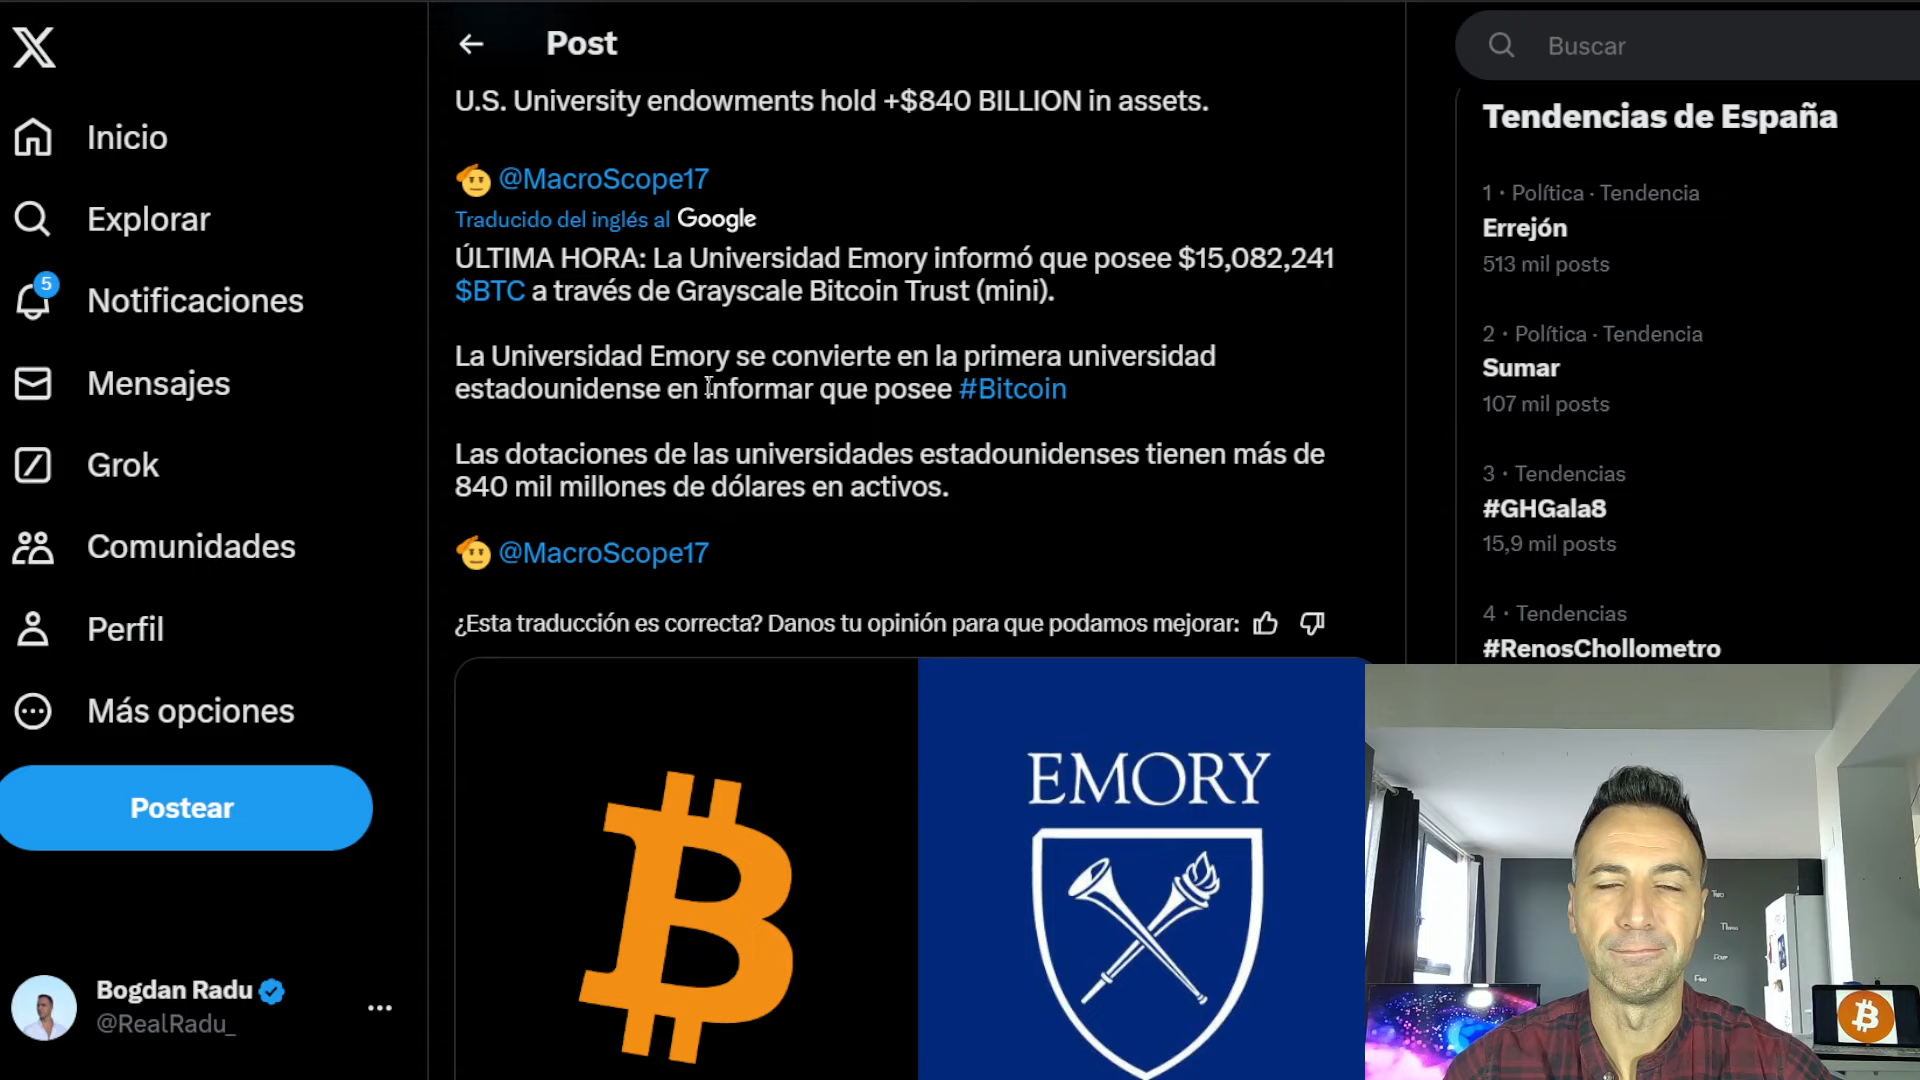 Inicio
Explorar
5
Notificaciones
Mensajes
Grok
Comunidades
Perfil
Más opciones
Postear
Bogdan Radu
@RealRadu_
Post
U.S. University endowments hold +$840 BILLION in assets.
@MacroScope17
Traducido del inglés al Google
ÚLTIMA HORA: La Universidad Emory informó que posee $15,082,241
$BTC a través de Grayscale Bitcoin Trust (mini).
La Universidad Emory se convierte en la primera universidad
estadounidense en informar que posee #Bitcoin
Las dotaciones de las universidades estadounidenses tienen más de
840 mil millones de dólares en activos.
@MacroScope17
¿Esta traducción es correcta? Danos tu opinión para que podamos mejorar:
EMORY
Buscar
Tendencias de España
1 · Política · Tendencia
Errejón
513 mil posts
2 · Política · Tendencia
Sumar
107 mil posts
3 · Tendencias
#GHGala8
15,9 mil posts
4 · Tendencias
#RenosChollometro
Two
Four